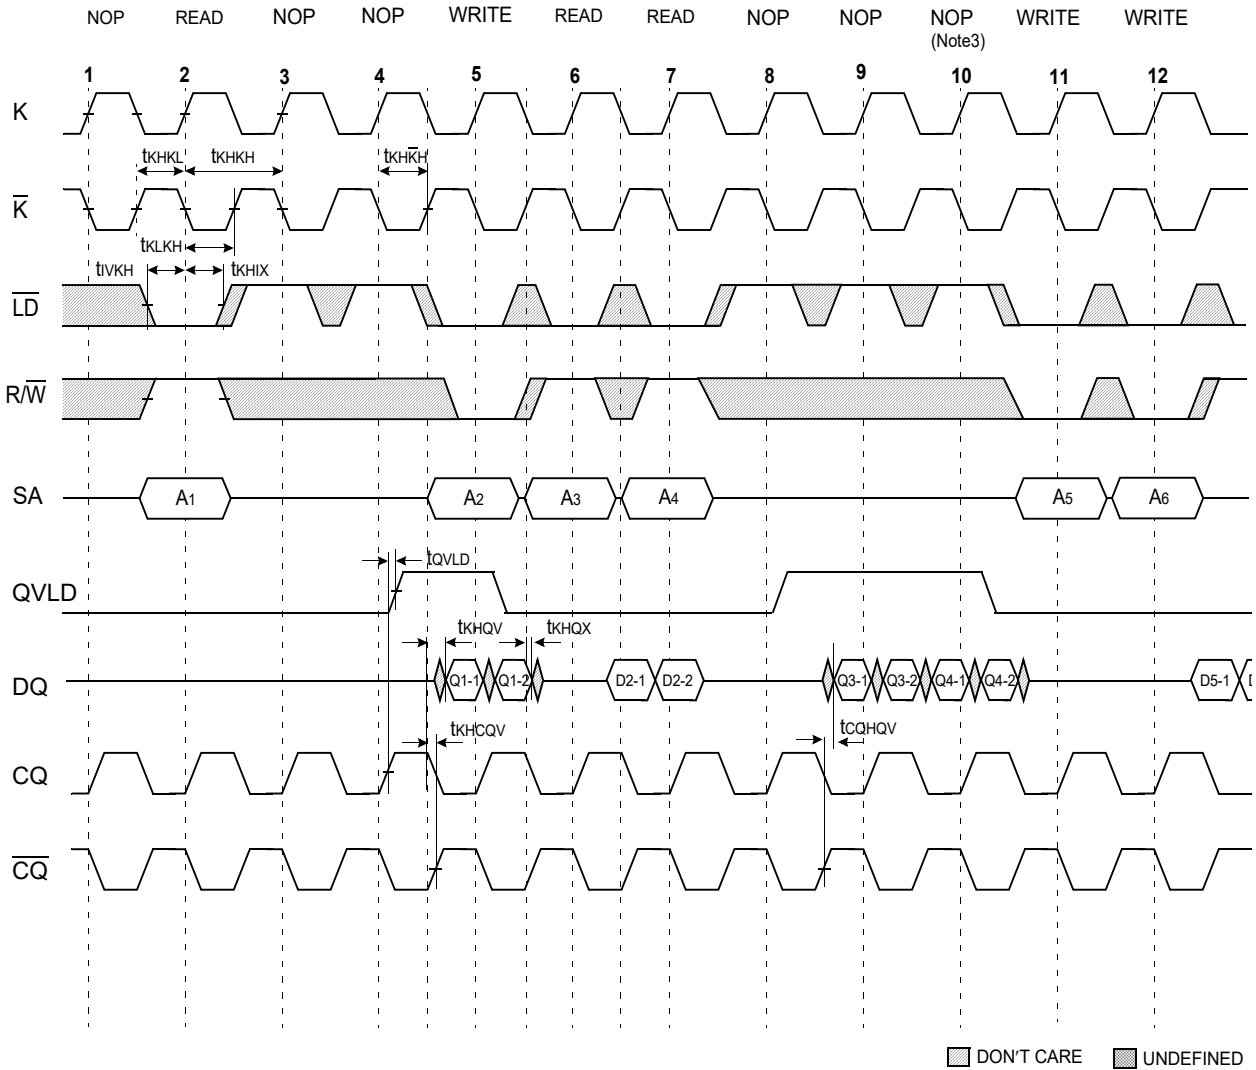 NOP READ NOP NOP WRITE READ READ NOP NOP NOP WRITE WRITE
(Note3)
1 2 3 4 5 6 7 8 9 10 11 12
K
tKHKL tKHKH tKHK̅H
K̅
tKLKH
tIVKH tKHIX
L̅D̅
R/W̅
SA A1 A2 A3 A4 A5 A6
tQVLD
QVLD
tKHQV tKHQX
DQ Q1-1 Q1-2 D2-1 D2-2 Q3-1 Q3-2 Q4-1 Q4-2 D5-1 D
tKHCQV tCQHQV
CQ
C̅Q̅
DON'T CARE UNDEFINED